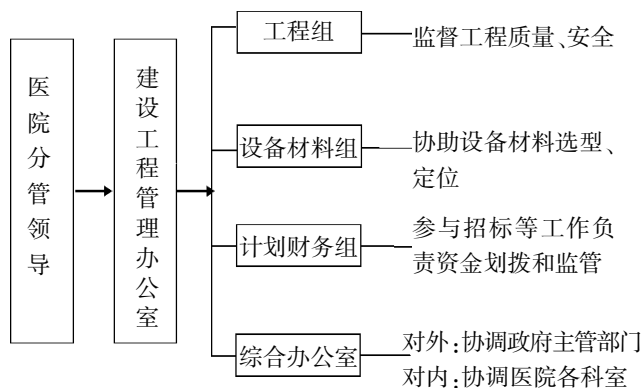 医院分管领导
建设工程管理办公室
工程组
监督工程质量、安全
设备材料组
协助设备材料选型、
定位
计划财务组
参与招标等工作负
责资金划拨和监管
综合办公室
对外:协调政府主管部门
对内:协调医院各科室